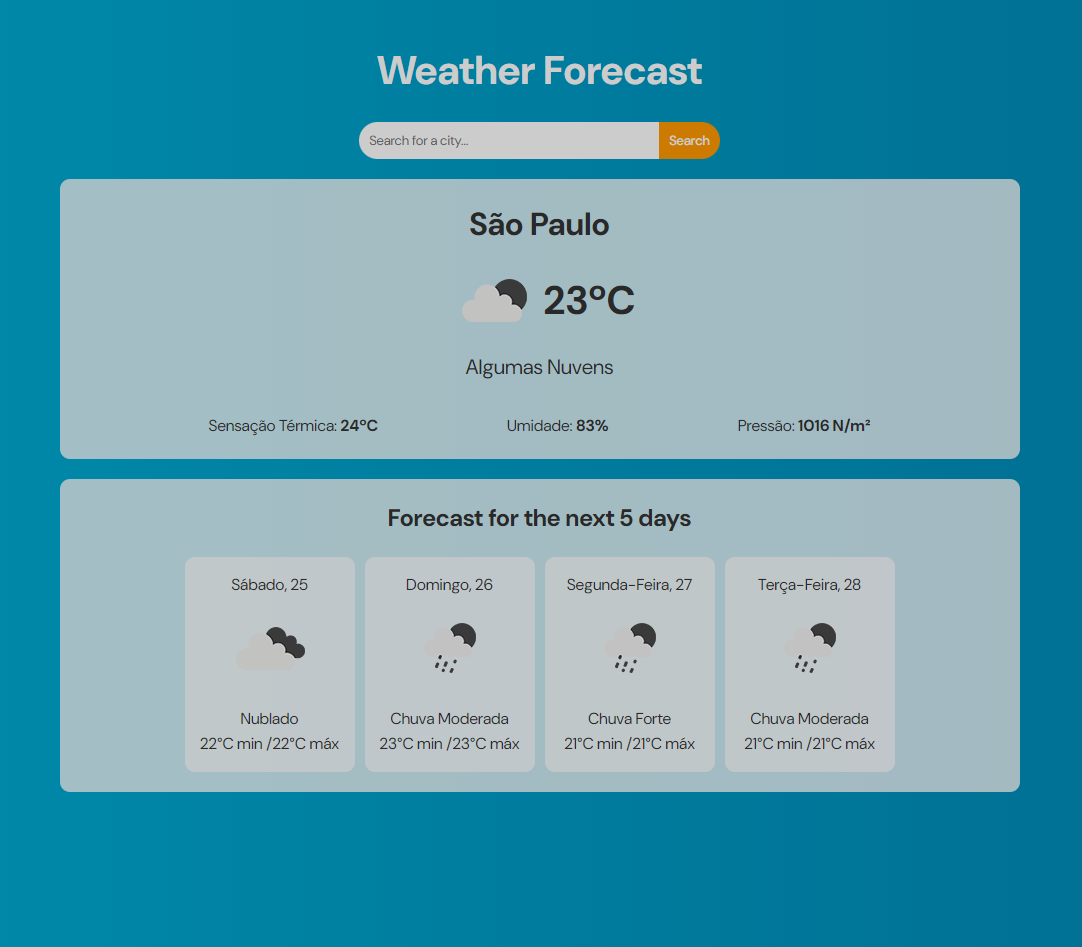 Weather Forecast
Search for a city...
Search
São Paulo
23ºC
Algumas Nuvens
Sensação Térmica: 24ºC
Umidade: 83%
Pressão: 1016 N/m²
Forecast for the next 5 days
Sábado, 25
Nublado
22°C min /22°C máx
Domingo, 26
Chuva Moderada
23°C min /23°C máx
Segunda-Feira, 27
Chuva Forte
21°C min /21°C máx
Terça-Feira, 28
Chuva Moderada
21°C min /21°C máx